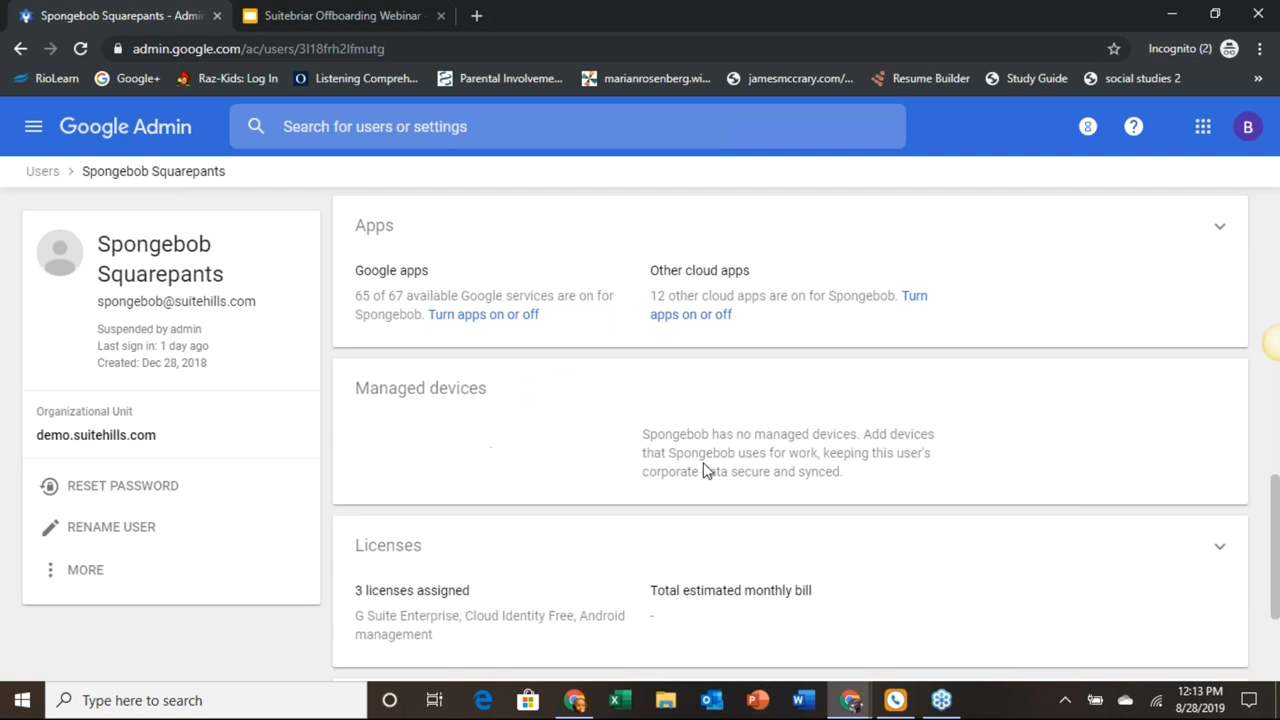 Spongebob Squarepants - Admin
Suitebriar Offboarding Webinar -
admin.google.com/ac/users/3l18frh2lfmutg
Incognito (2)
RioLearn
Google+
Raz-Kids: Log In
Listening Compreh...
Parental Involveme...
marianrosenberg.wi...
jamesmccrary.com/...
Resume Builder
Study Guide
social studies 2
»
Google Admin
Search for users or settings
8
?
B
Users > Spongebob Squarepants
Spongebob
Squarepants
spongebob@suitehills.com
Suspended by admin
Last sign in: 1 day ago
Created: Dec 28, 2018
Organizational Unit
demo.suitehills.com
RESET PASSWORD
RENAME USER
MORE
Apps
Google apps
65 of 67 available Google services are on for
Spongebob. Turn apps on or off
Other cloud apps
12 other cloud apps are on for Spongebob. Turn
apps on or off
Managed devices
Spongebob has no managed devices. Add devices
that Spongebob uses for work, keeping this user's
corporate data secure and synced.
Licenses
3 licenses assigned
G Suite Enterprise, Cloud Identity Free, Android
management
Total estimated monthly bill
-
Type here to search
12:13 PM
8/28/2019